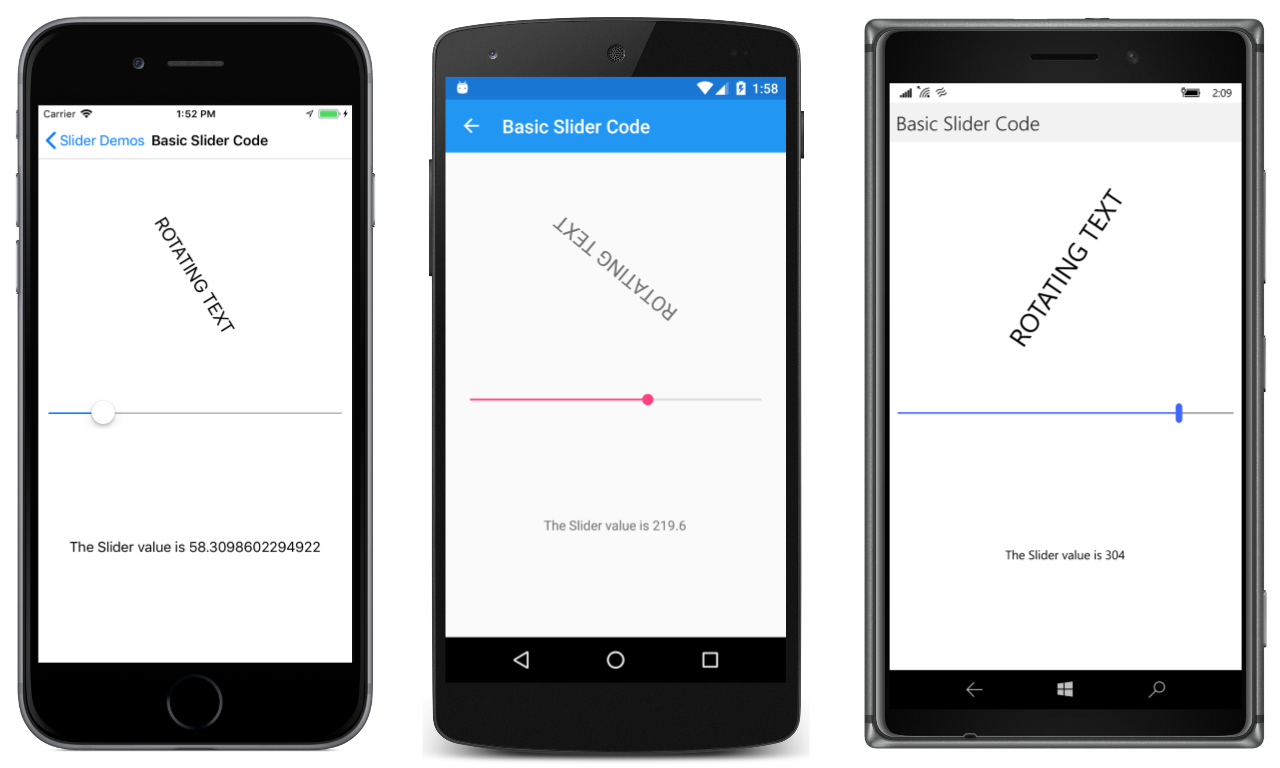 Carrier 1:52 PM
Slider Demos Basic Slider Code
ROTATING TEXT
The Slider value is 58.3098602294922
1:58
Basic Slider Code
ROTATING TEXT
The Slider value is 219.6
2:09
Basic Slider Code
ROTATING TEXT
The Slider value is 304